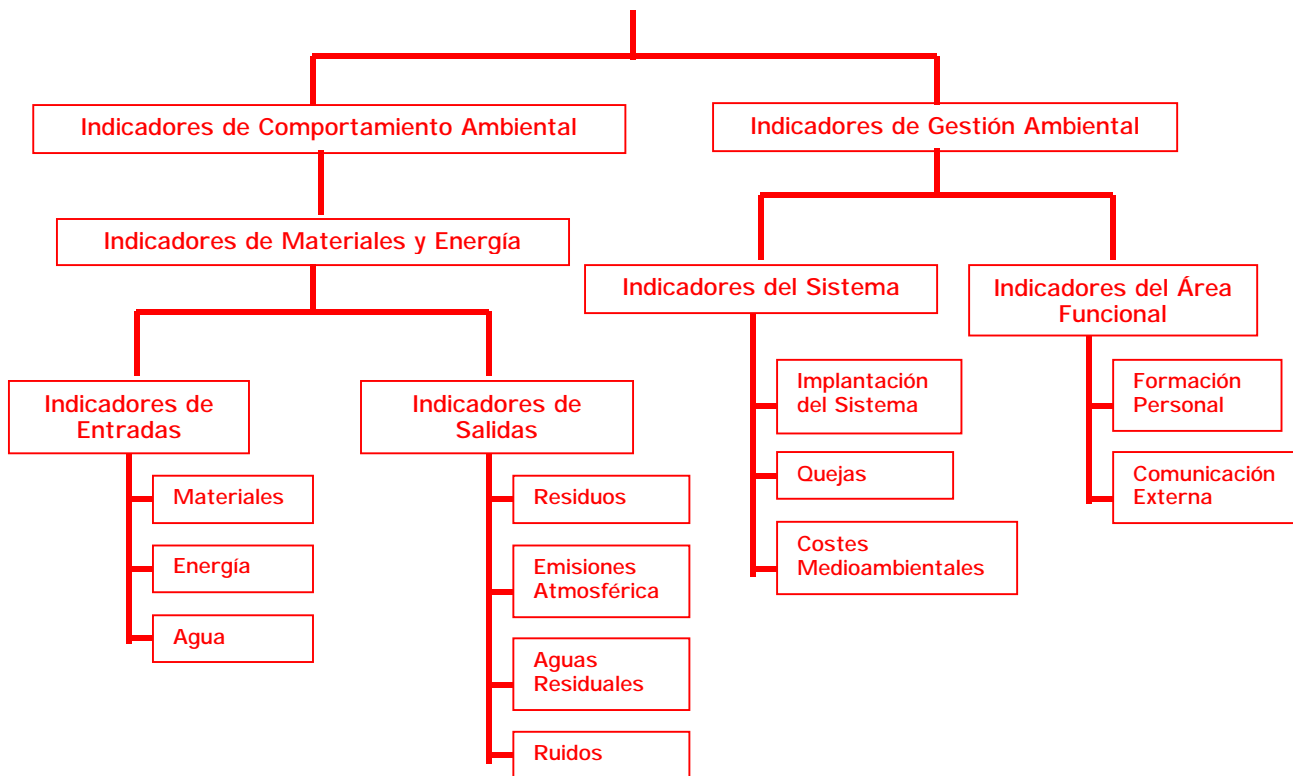 Indicadores de Comportamiento Ambiental
Indicadores de Gestión Ambiental
Indicadores de Materiales y Energía
Indicadores del Sistema
Indicadores del Área
Funcional
Indicadores de
Entradas
Indicadores de
Salidas
Materiales
Energía
Agua
Residuos
Emisiones
Atmosférica
Aguas
Residuales
Ruidos
Implantación
del Sistema
Quejas
Costes
Medioambientales
Formación
Personal
Comunicación
Externa